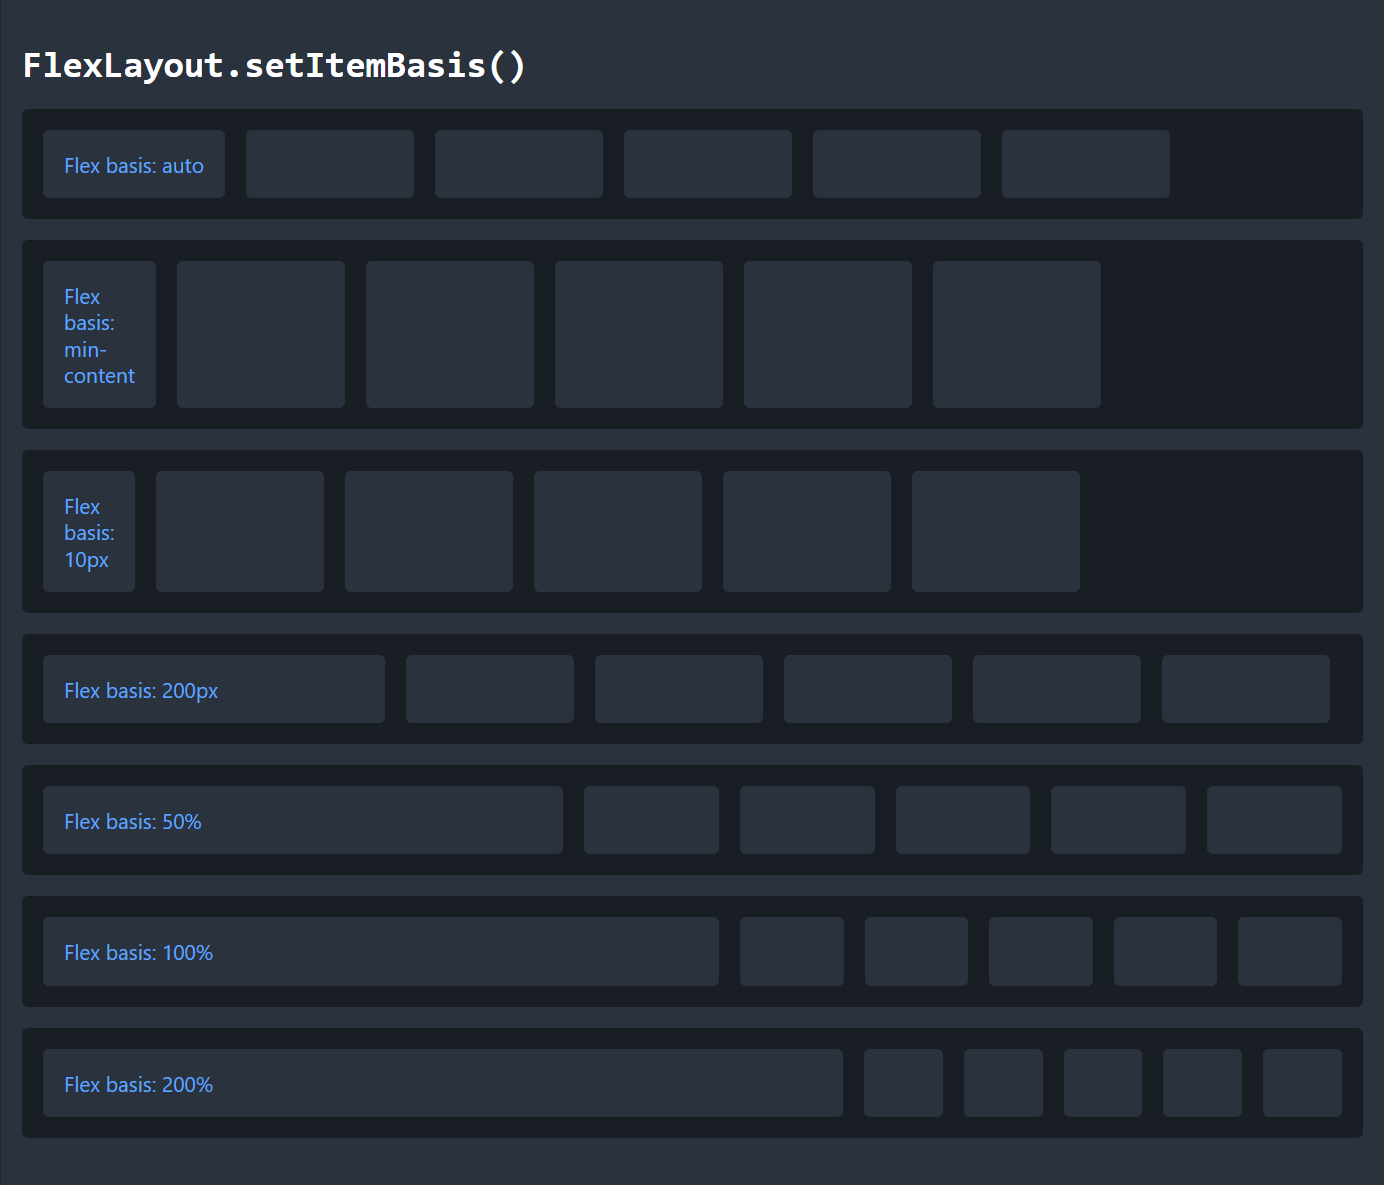 FlexLayout.setItemBasis()
Flex basis: auto
Flex
basis:
min-
content
Flex
basis:
10px
Flex basis: 200px
Flex basis: 50%
Flex basis: 100%
Flex basis: 200%